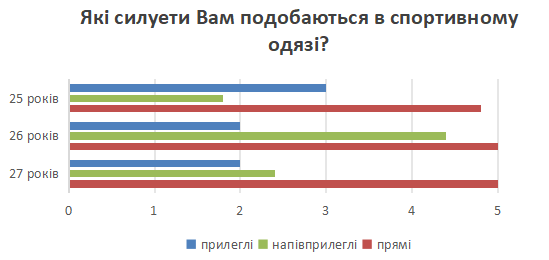 Які силуети Вам подобаються в спортивному
одязі?
25 років
26 років
27 років
0 1 2 3 4 5
прилеглі напівприлеглі прямі